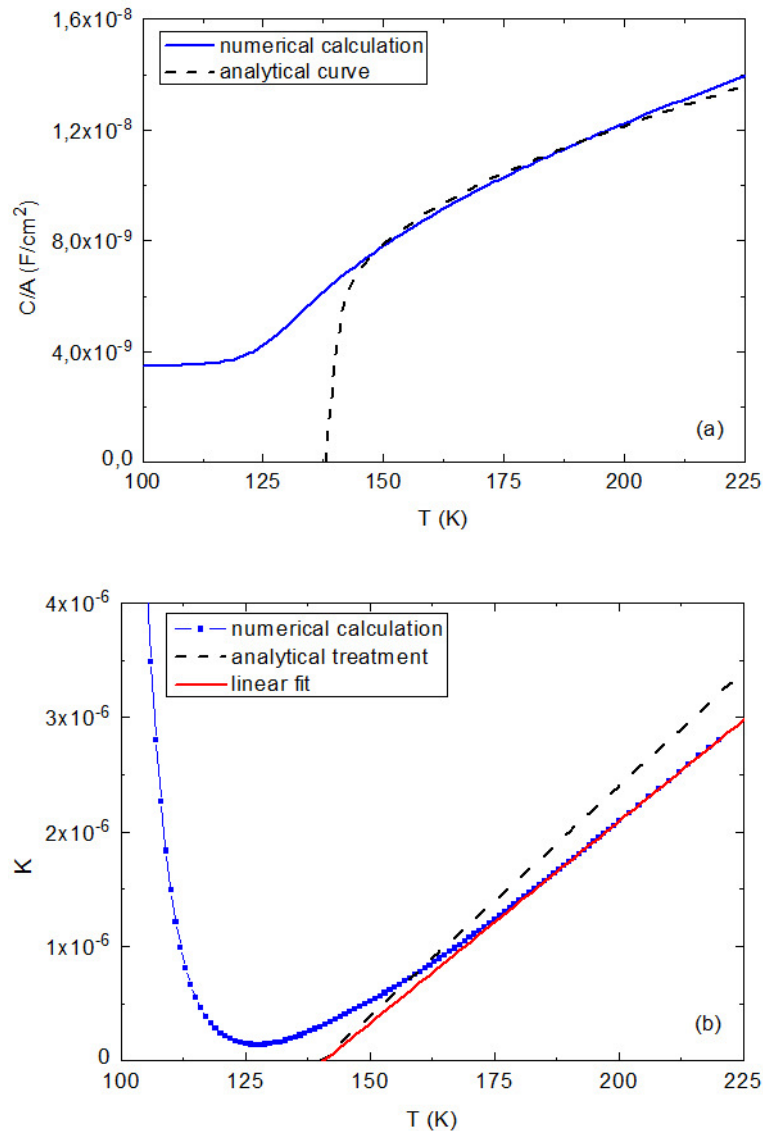 1,6x10⁻⁸
numerical calculation
analytical curve
1,2x10⁻⁸
8,0x10⁻⁹
4,0x10⁻⁹
0,0
C/A (F/cm²)
(a)
100 125 150 175 200 225
T (K)
4x10⁻⁶
numerical calculation
analytical treatment
linear fit
3x10⁻⁶
2x10⁻⁶
1x10⁻⁶
0
K
(b)
100 125 150 175 200 225
T (K)